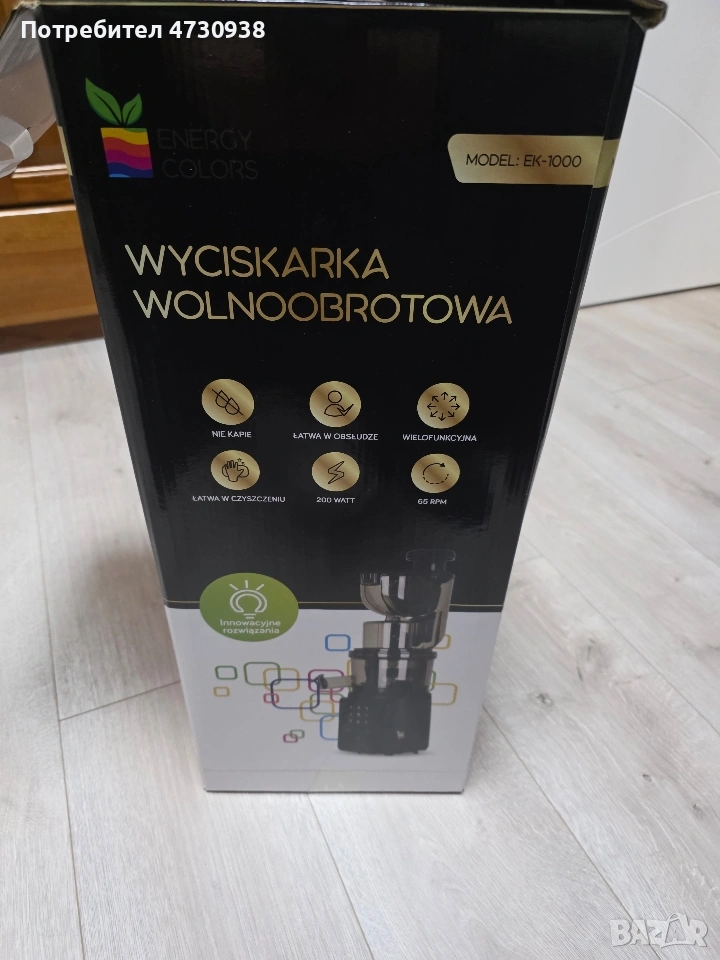 Потребител 4730938
ENERGY
COLORS
MODEL: EK-1000
WYCISKARKA
WOLNOOBROTOWA
NIE KAPIE
ŁATWA W OBSŁUDZE
WIELOFUNKCYJNA
ŁATWA W CZYSZCZENIU
200 WATT
65 RPM
Innowacyjne
rozwiązania
BAZAR